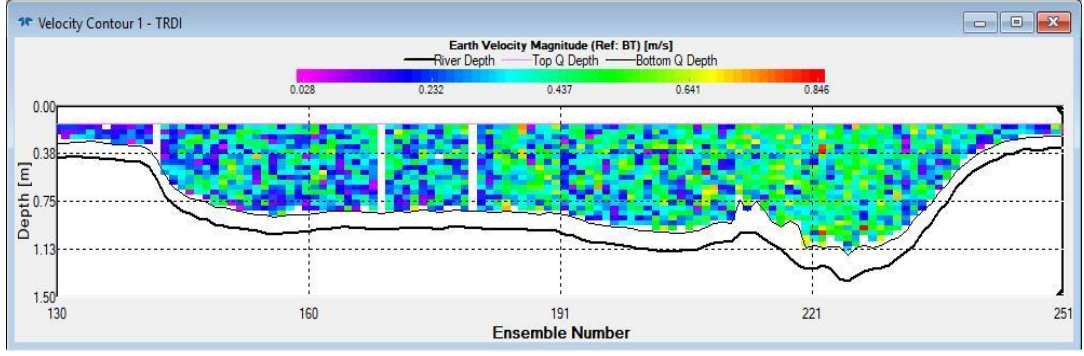 Velocity Contour 1 - TRDI
Earth Velocity Magnitude (Ref: BT) [m/s]
River Depth Top Q Depth Bottom Q Depth
0.028 0.232 0.437 0.641 0.846
0.00
0.38
0.75
1.13
1.50
Depth [m]
130 160 191 221 251
Ensemble Number